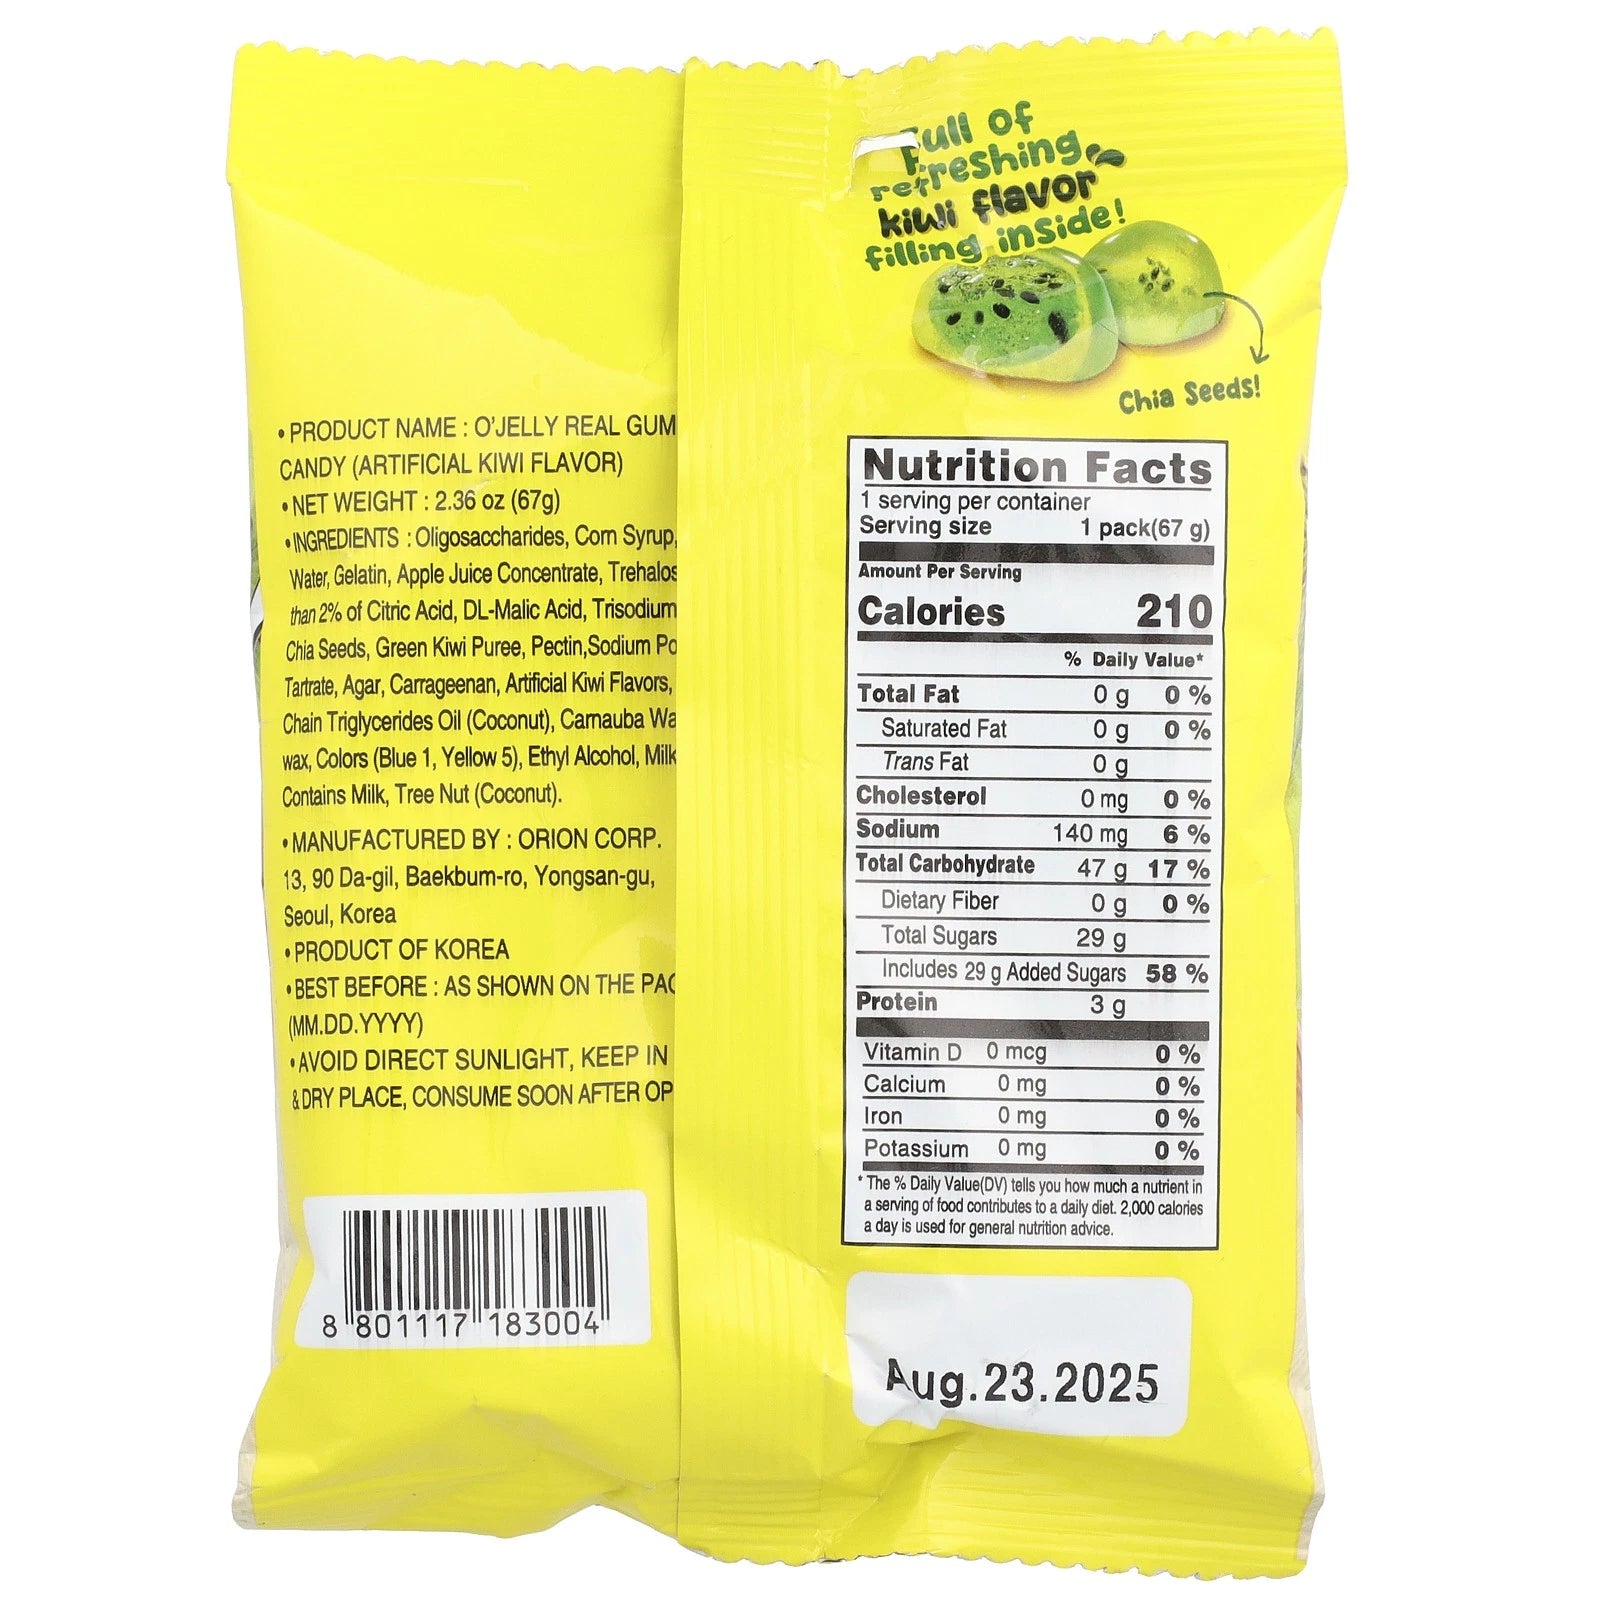 Full of
refreshing
kiwi flavor
filling inside!
Chia Seeds!
• PRODUCT NAME : O'JELLY REAL GUM
CANDY (ARTIFICIAL KIWI FLAVOR)
• NET WEIGHT : 2.36 oz (67g)
• INGREDIENTS : Oligosaccharides, Corn Syrup,
Water, Gelatin, Apple Juice Concentrate, Trehalos
than 2% of Citric Acid, DL-Malic Acid, Trisodium
Chia Seeds, Green Kiwi Puree, Pectin,Sodium Po
Tartrate, Agar, Carrageenan, Artificial Kiwi Flavors,
Chain Triglycerides Oil (Coconut), Carnauba Wa
wax, Colors (Blue 1, Yellow 5), Ethyl Alcohol, Milk
Contains Milk, Tree Nut (Coconut).
• MANUFACTURED BY : ORION CORP.
13, 90 Da-gil, Baekbum-ro, Yongsan-gu,
Seoul, Korea
• PRODUCT OF KOREA
• BEST BEFORE : AS SHOWN ON THE PAC
(MM.DD.YYYY)
• AVOID DIRECT SUNLIGHT, KEEP IN
& DRY PLACE, CONSUME SOON AFTER OP
8 801117 183004
Nutrition Facts
1 serving per container
Serving size 1 pack(67 g)
Amount Per Serving
Calories 210
% Daily Value*
Total Fat 0 g 0 %
Saturated Fat 0 g 0 %
Trans Fat 0 g
Cholesterol 0 mg 0 %
Sodium 140 mg 6 %
Total Carbohydrate 47 g 17 %
Dietary Fiber 0 g 0 %
Total Sugars 29 g
Includes 29 g Added Sugars 58 %
Protein 3 g
Vitamin D 0 mcg 0 %
Calcium 0 mg 0 %
Iron 0 mg 0 %
Potassium 0 mg 0 %
* The % Daily Value(DV) tells you how much a nutrient in
a serving of food contributes to a daily diet. 2,000 calories
a day is used for general nutrition advice.
Aug.23.2025